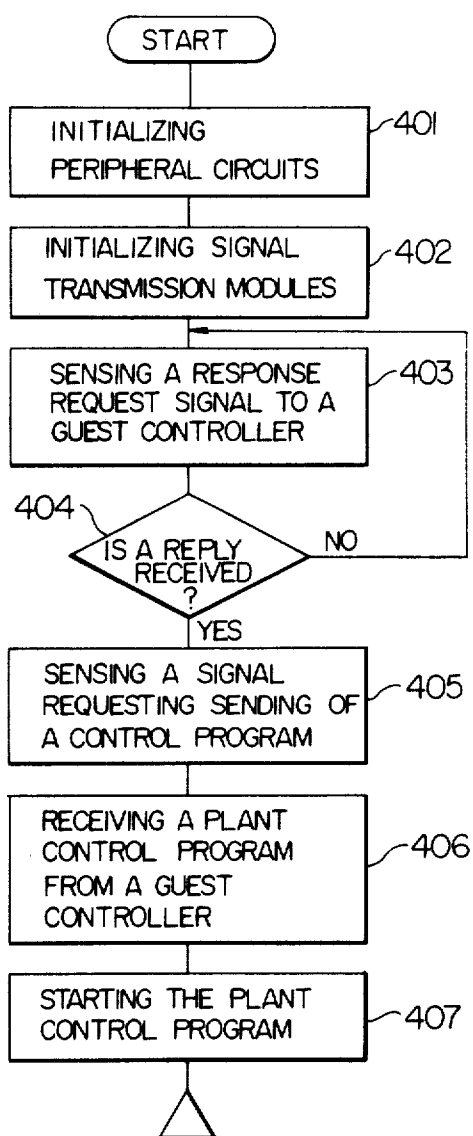 START
INITIALIZING
PERIPHERAL CIRCUITS
401
INITIALIZING SIGNAL
TRANSMISSION MODULES
402
SENSING A RESPONSE
REQUEST SIGNAL TO A
GUEST CONTROLLER
403
404
IS A REPLY
RECEIVED
?
NO
YES
SENSING A SIGNAL
REQUESTING SENDING OF
A CONTROL PROGRAM
405
RECEIVING A PLANT
CONTROL PROGRAM
FROM A GUEST
CONTROLLER
406
STARTING THE PLANT
CONTROL PROGRAM
407